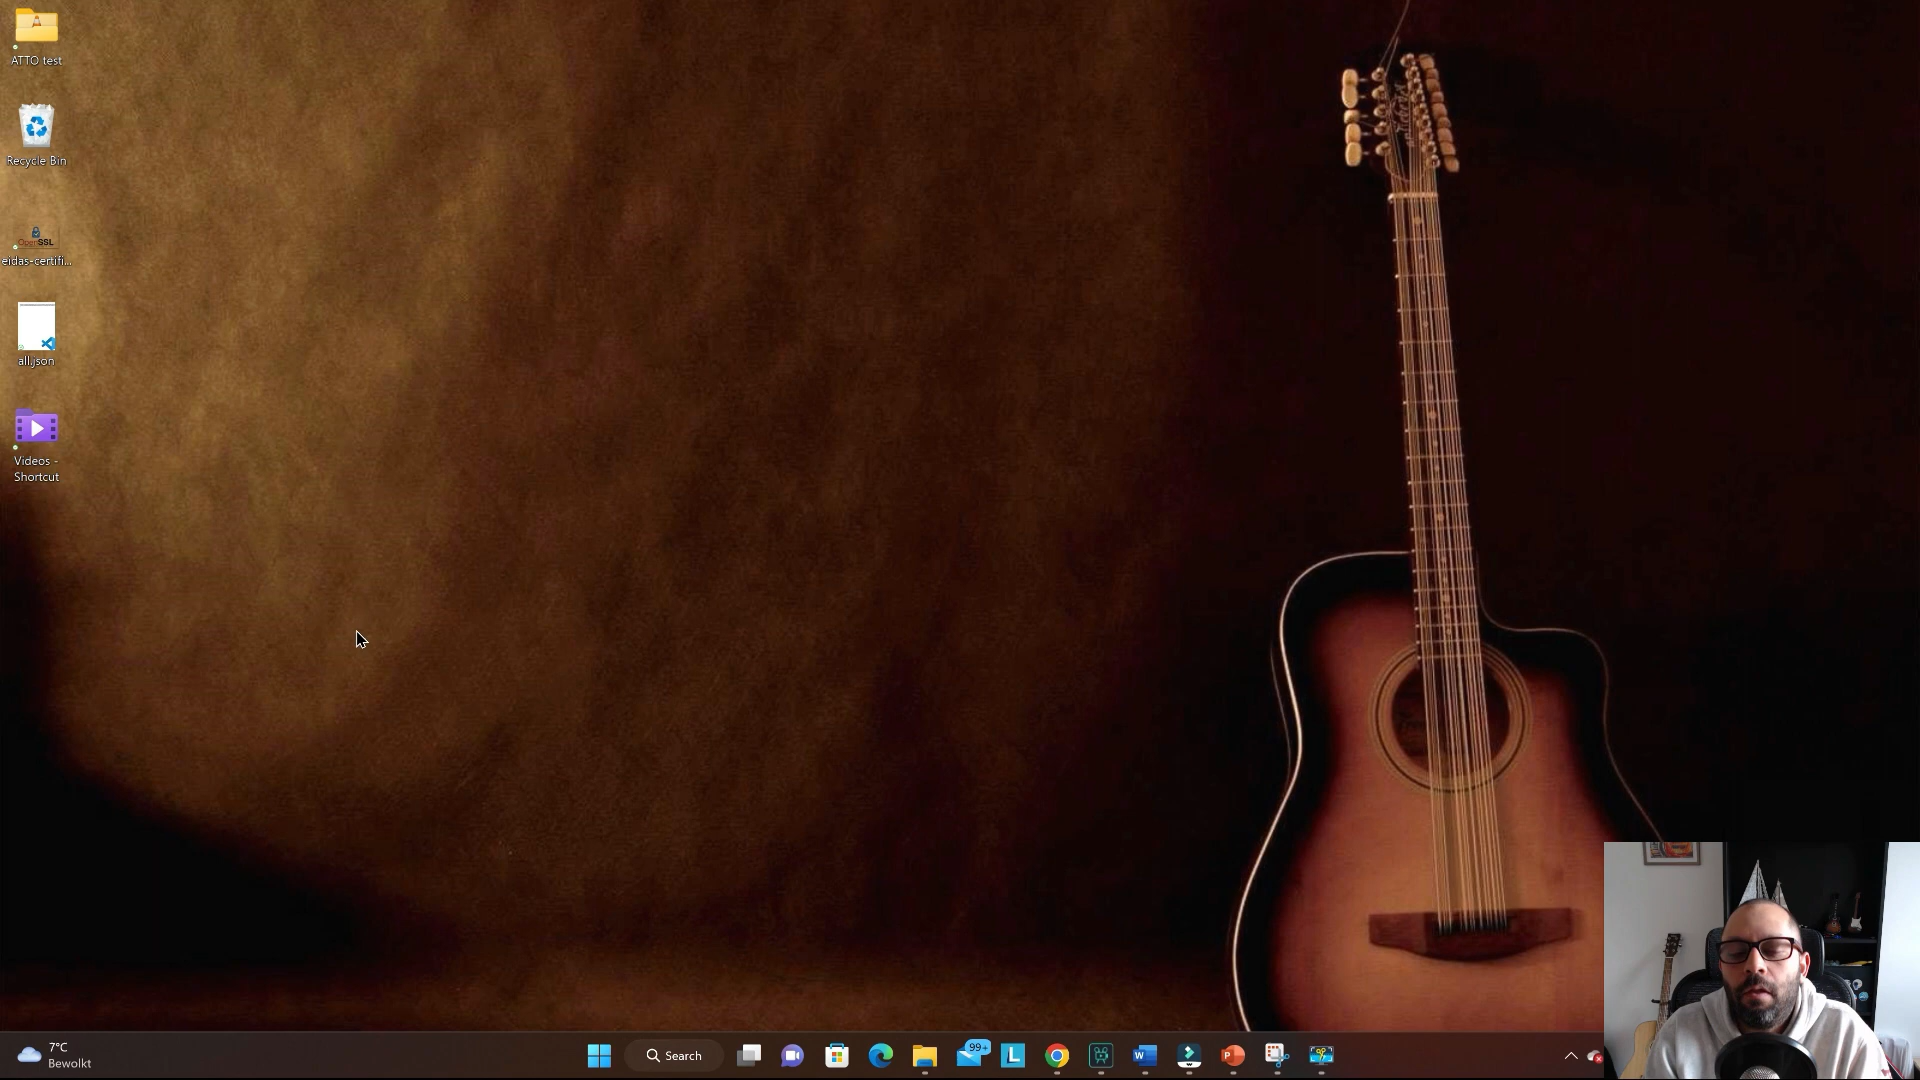 ATTO test
Recycle Bin
OpenSSL
eidas-certifi...
all.json
Videos -
Shortcut
7°C
Bewolkt
Search
99+
L
W
P